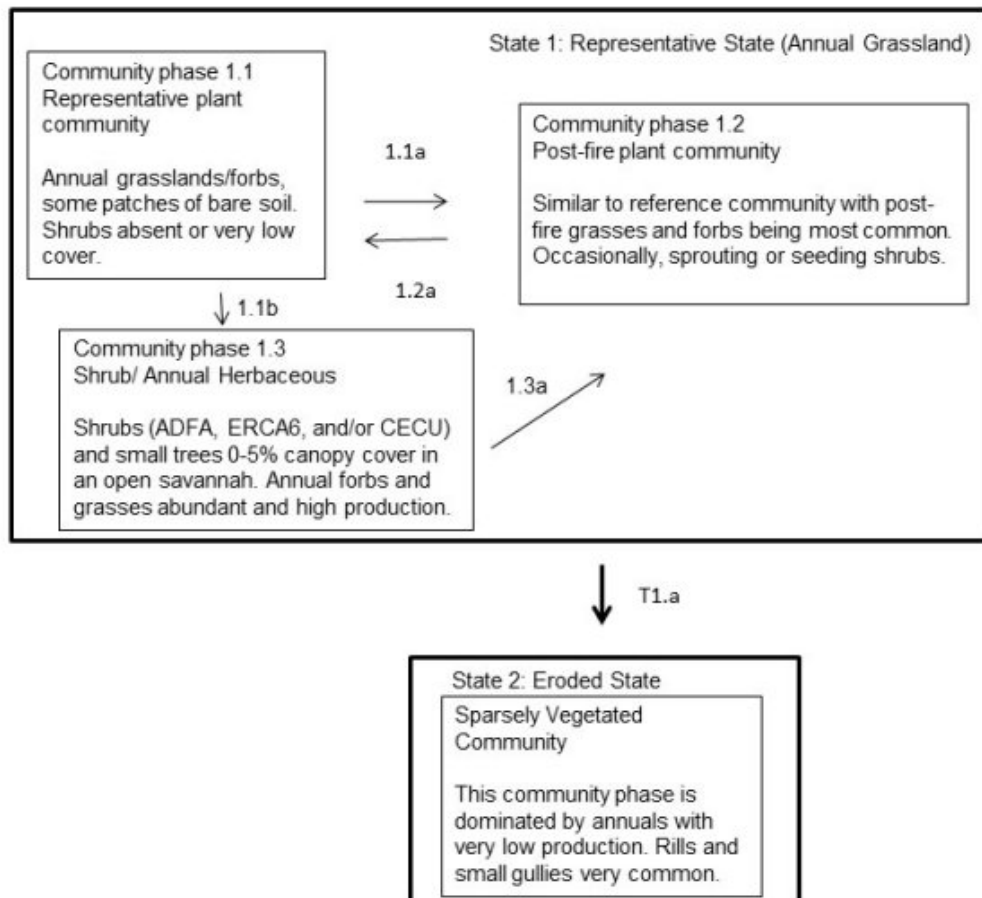 State 1: Representative State (Annual Grassland)
Community phase 1.1
Representative plant
community
Annual grasslands/forbs,
some patches of bare soil.
Shrubs absent or very low
cover.
1.1a
1.2a
Community phase 1.2
Post-fire plant community
Similar to reference community with post-
fire grasses and forbs being most common.
Occasionally, sprouting or seeding shrubs.
1.1b
Community phase 1.3
Shrub/ Annual Herbaceous
Shrubs (ADFA, ERCA6, and/or CECU)
and small trees 0-5% canopy cover in
an open savannah. Annual forbs and
grasses abundant and high production.
1.3a
T1.a
State 2: Eroded State
Sparsely Vegetated
Community
This community phase is
dominated by annuals with
very low production. Rills and
small gullies very common.